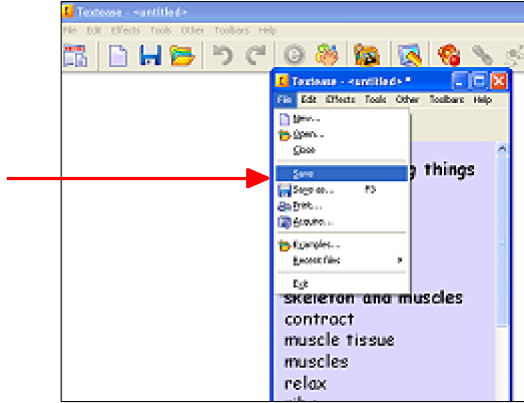 Textease - <untitled>
File Edit Effects Tools Other Toolbars Help
Textease - <untitled> *
File Edit Effects Tools Other Toolbars Help
New...
Open...
Close
Save
things
Save as... F3
Print...
Acquire...
Examples...
Recent files
Exit
skeleton and muscles
contract
muscle tissue
muscles
relax